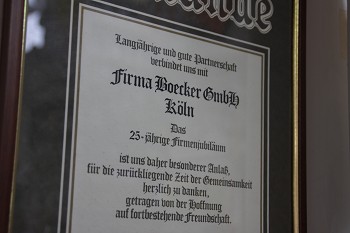 Langjährige und gute Partnerschaft
verbindet uns mit
Firma Boecker GmbH
Köln
Das
25-jährige Firmenjubiläum
ist uns daher besonderer Anlaß,
für die zurückliegende Zeit der Gemeinsamkeit
herzlich zu danken,
getragen von der Hoffnung
auf fortbestehende Freundschaft.